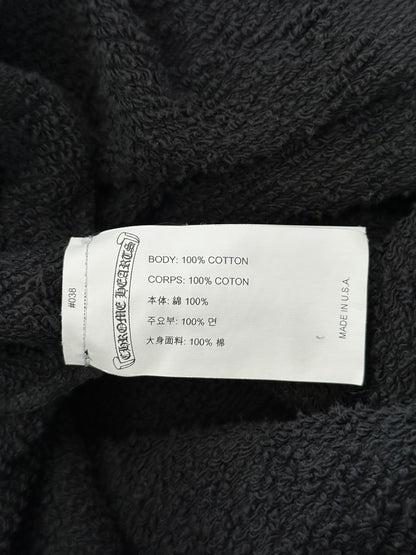 #038
CHROME HEARTS
BODY: 100% COTTON
CORPS: 100% COTON
本体: 綿 100%
주요부: 100% 면
大身面料: 100% 棉
MADE IN U.S.A.